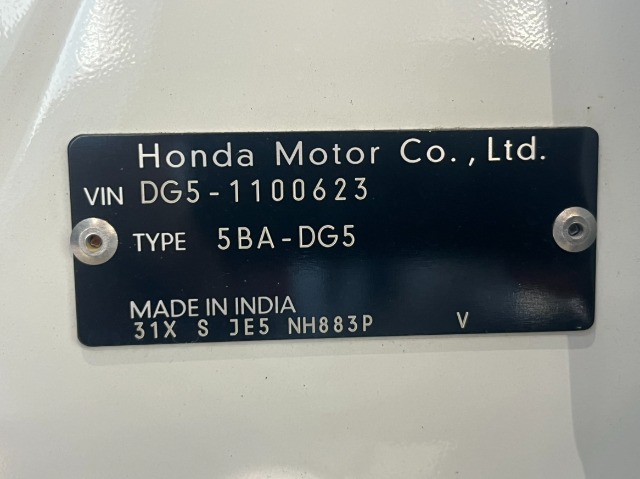 Honda Motor Co., Ltd.
VIN DG5-1100623
TYPE 5BA-DG5
MADE IN INDIA
31X S JE5 NH883P V